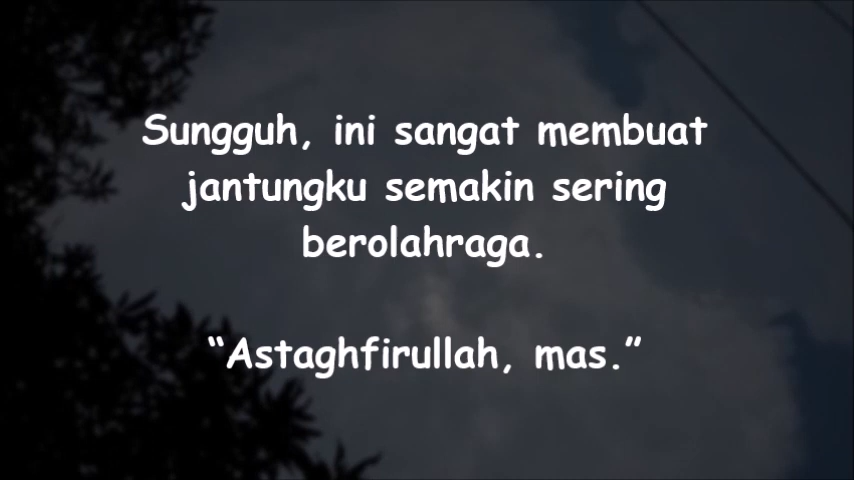 Sungguh, ini sangat membuat
jantungku semakin sering
berolahraga.
“Astaghfirullah, mas.”